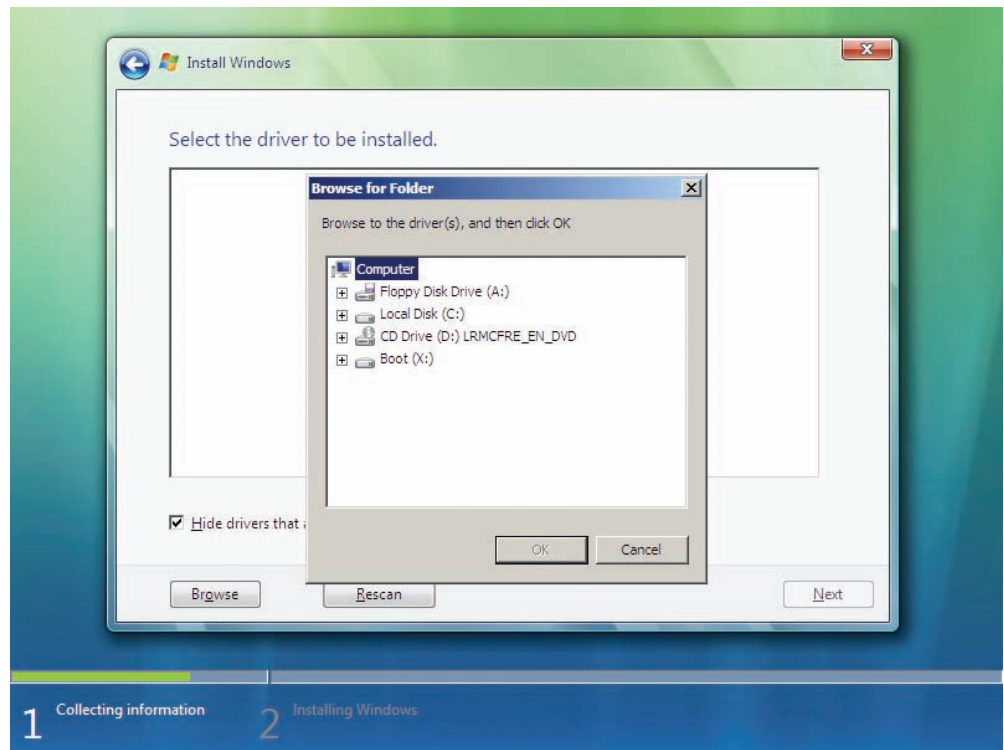 Install Windows
Select the driver to be installed.
Browse for Folder
Browse to the driver(s), and then click OK
Computer
Floppy Disk Drive (A:)
Local Disk (C:)
CD Drive (D:) LRMCFRE_EN_DVD
Boot (X:)
Hide drivers that
OK Cancel
Browse Rescan Next
1 Collecting information 2 Installing Windows